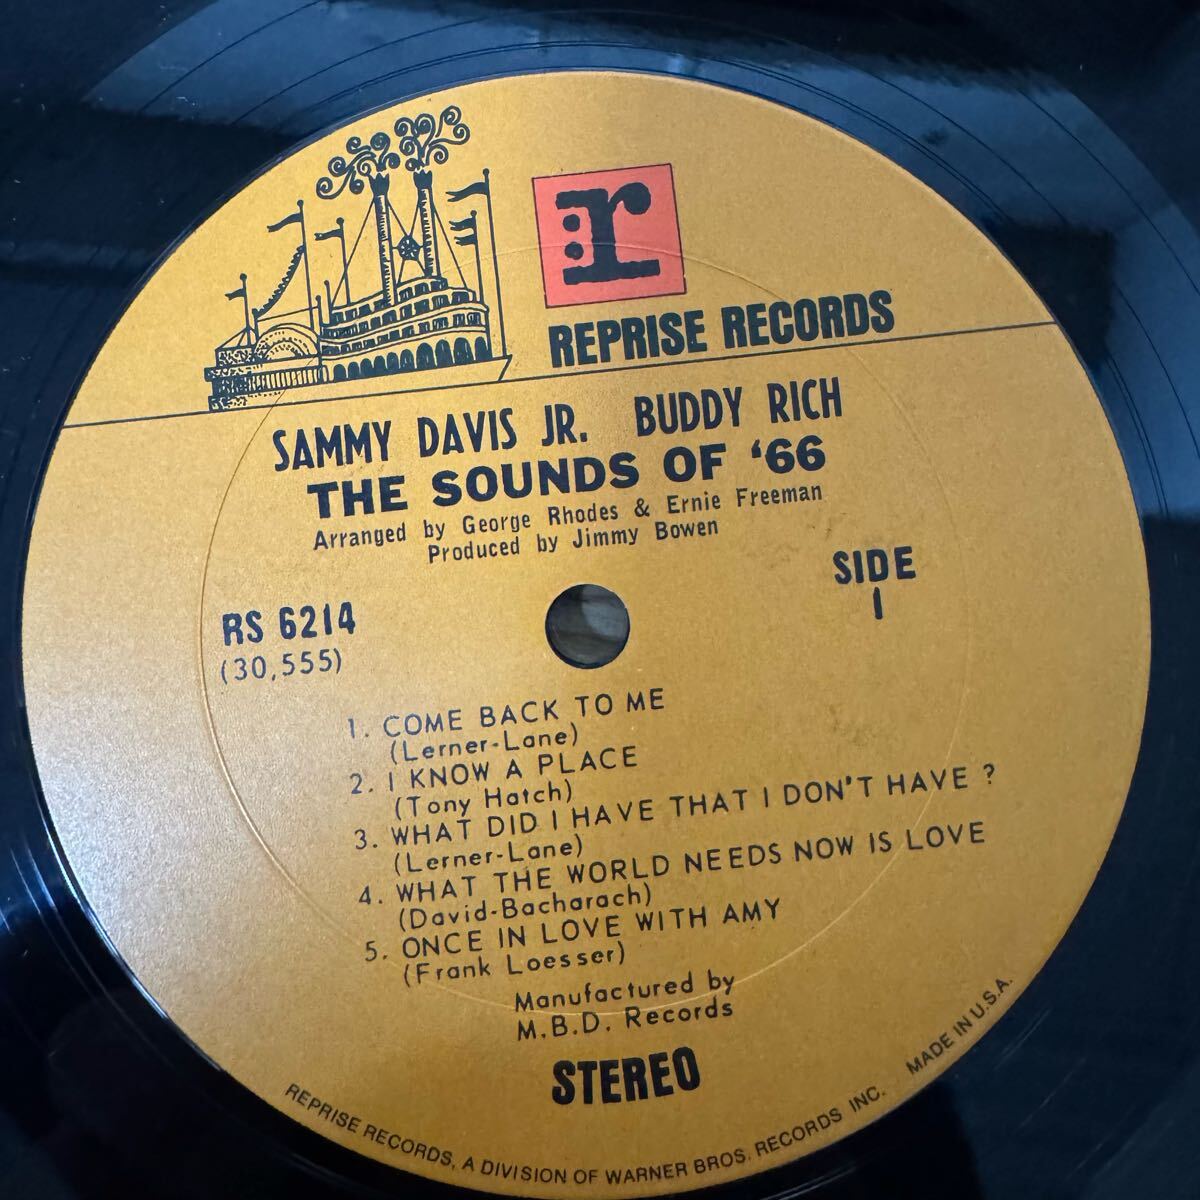 r:
REPRISE RECORDS
SAMMY DAVIS JR. BUDDY RICH
THE SOUNDS OF '66
Arranged by George Rhodes & Ernie Freeman
Produced by Jimmy Bowen
SIDE
1
RS 6214
(30,555)
1. COME BACK TO ME
(Lerner-Lane)
2. I KNOW A PLACE
(Tony Hatch)
3. WHAT DID I HAVE THAT I DON'T HAVE ?
(Lerner-Lane)
4. WHAT THE WORLD NEEDS NOW IS LOVE
(David-Bacharach)
5. ONCE IN LOVE WITH AMY
(Frank Loesser)
Manufactured by
M.B.D. Records
STEREO
REPRISE RECORDS, A DIVISION OF WARNER BROS. RECORDS INC. MADE IN U.S.A.